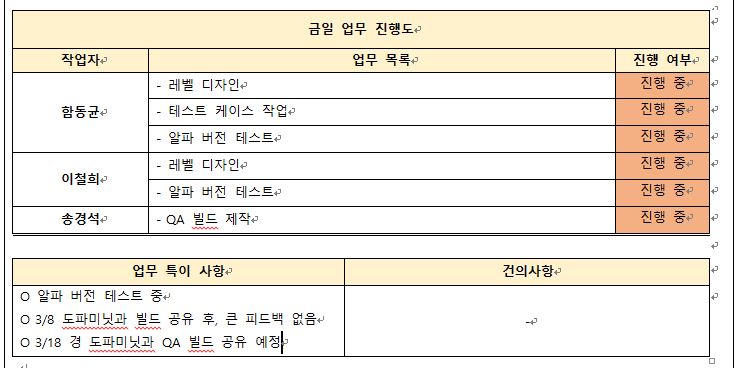 금일 업무 진행도
작업자 업무 목록 진행 여부
함동균 - 레벨 디자인 진행 중
- 테스트 케이스 작업 진행 중
- 알파 버전 테스트 진행 중
이철희 - 레벨 디자인 진행 중
- 알파 버전 테스트 진행 중
송경석 - QA 빌드 제작 진행 중
업무 특이 사항 건의사항
O 알파 버전 테스트 중
O 3/8 도파미닛과 빌드 공유 후, 큰 피드백 없음
O 3/18 경 도파미닛과 QA 빌드 공유 예정
-